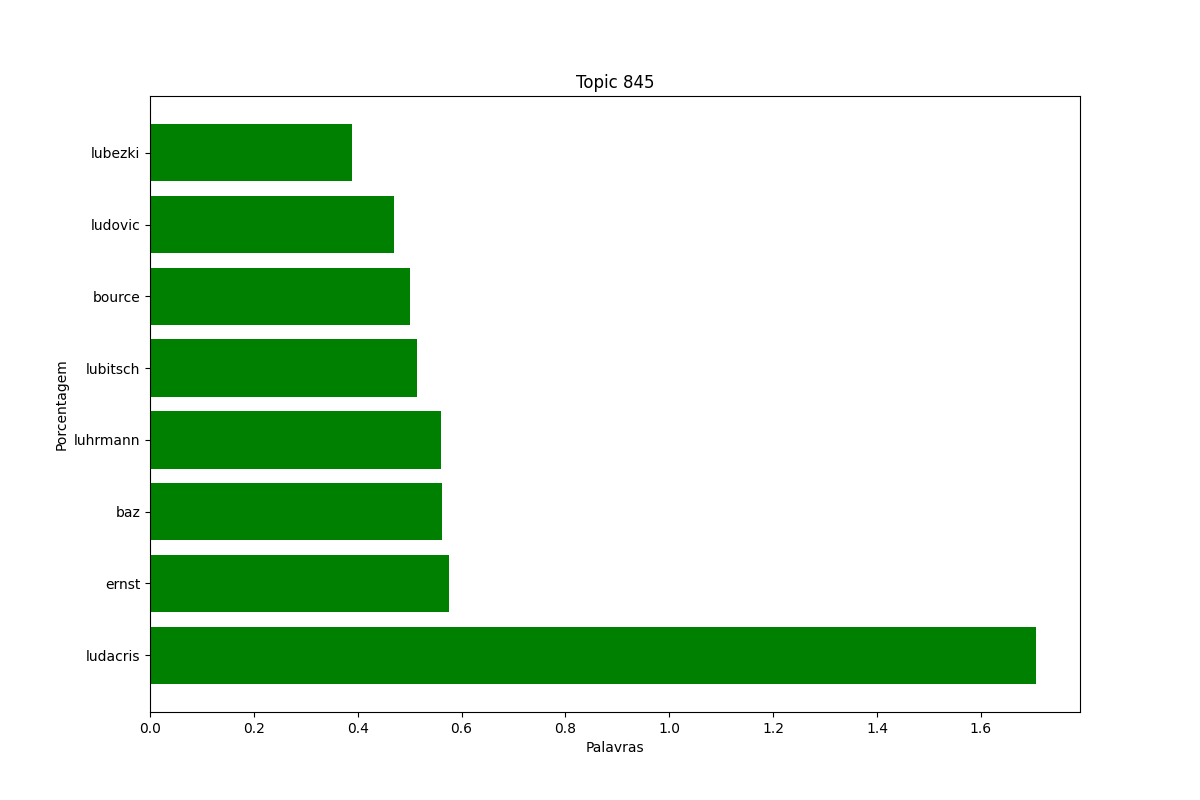 Topic 845
lubezki
ludovic
bource
lubitsch
luhrmann
baz
ernst
ludacris
Porcentagem
0.0 0.2 0.4 0.6 0.8 1.0 1.2 1.4 1.6
Palavras